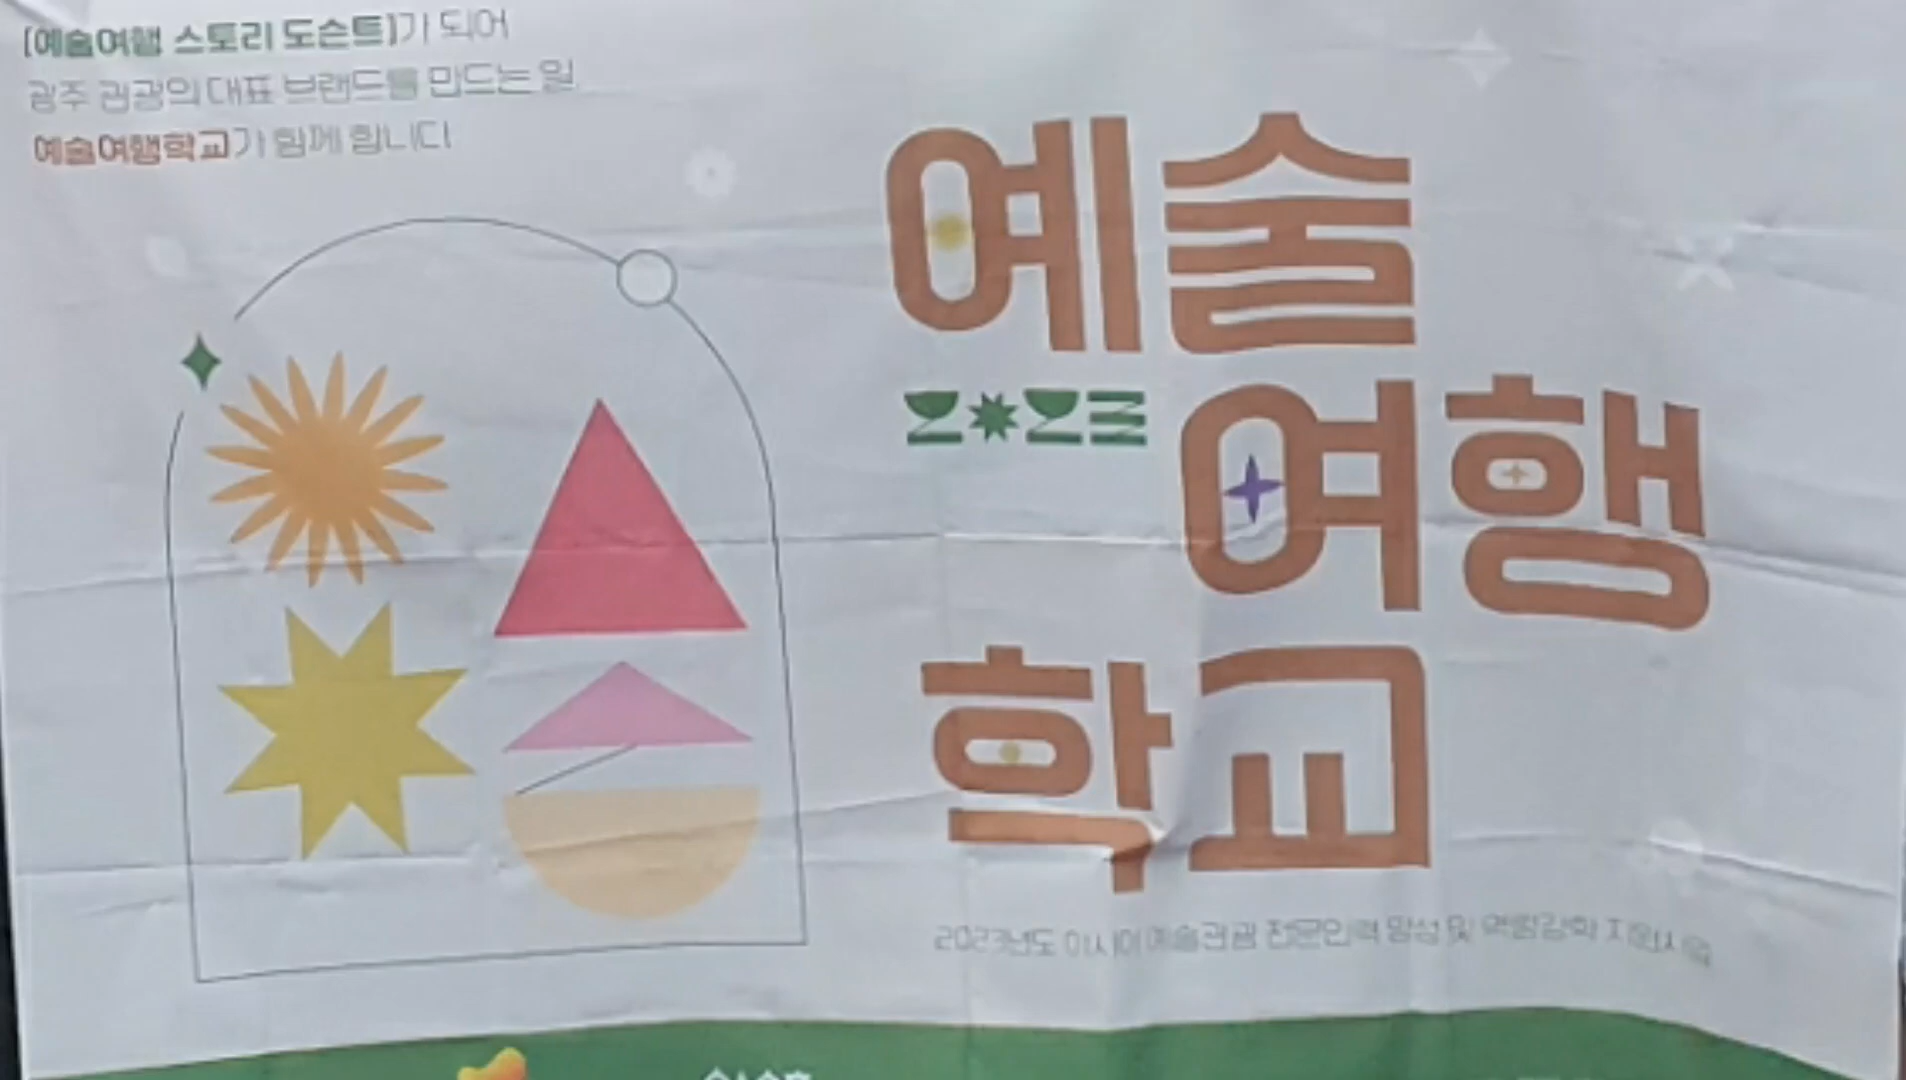 [예술여행 스토리 도슨트]가 되어
광주 관광의 대표 브랜드를 만드는 일
예술여행학교가 함께 합니다
예술
여행
학교
2023년도 아시아예술관광 전문인력 양성 및 역량강화 지원사업